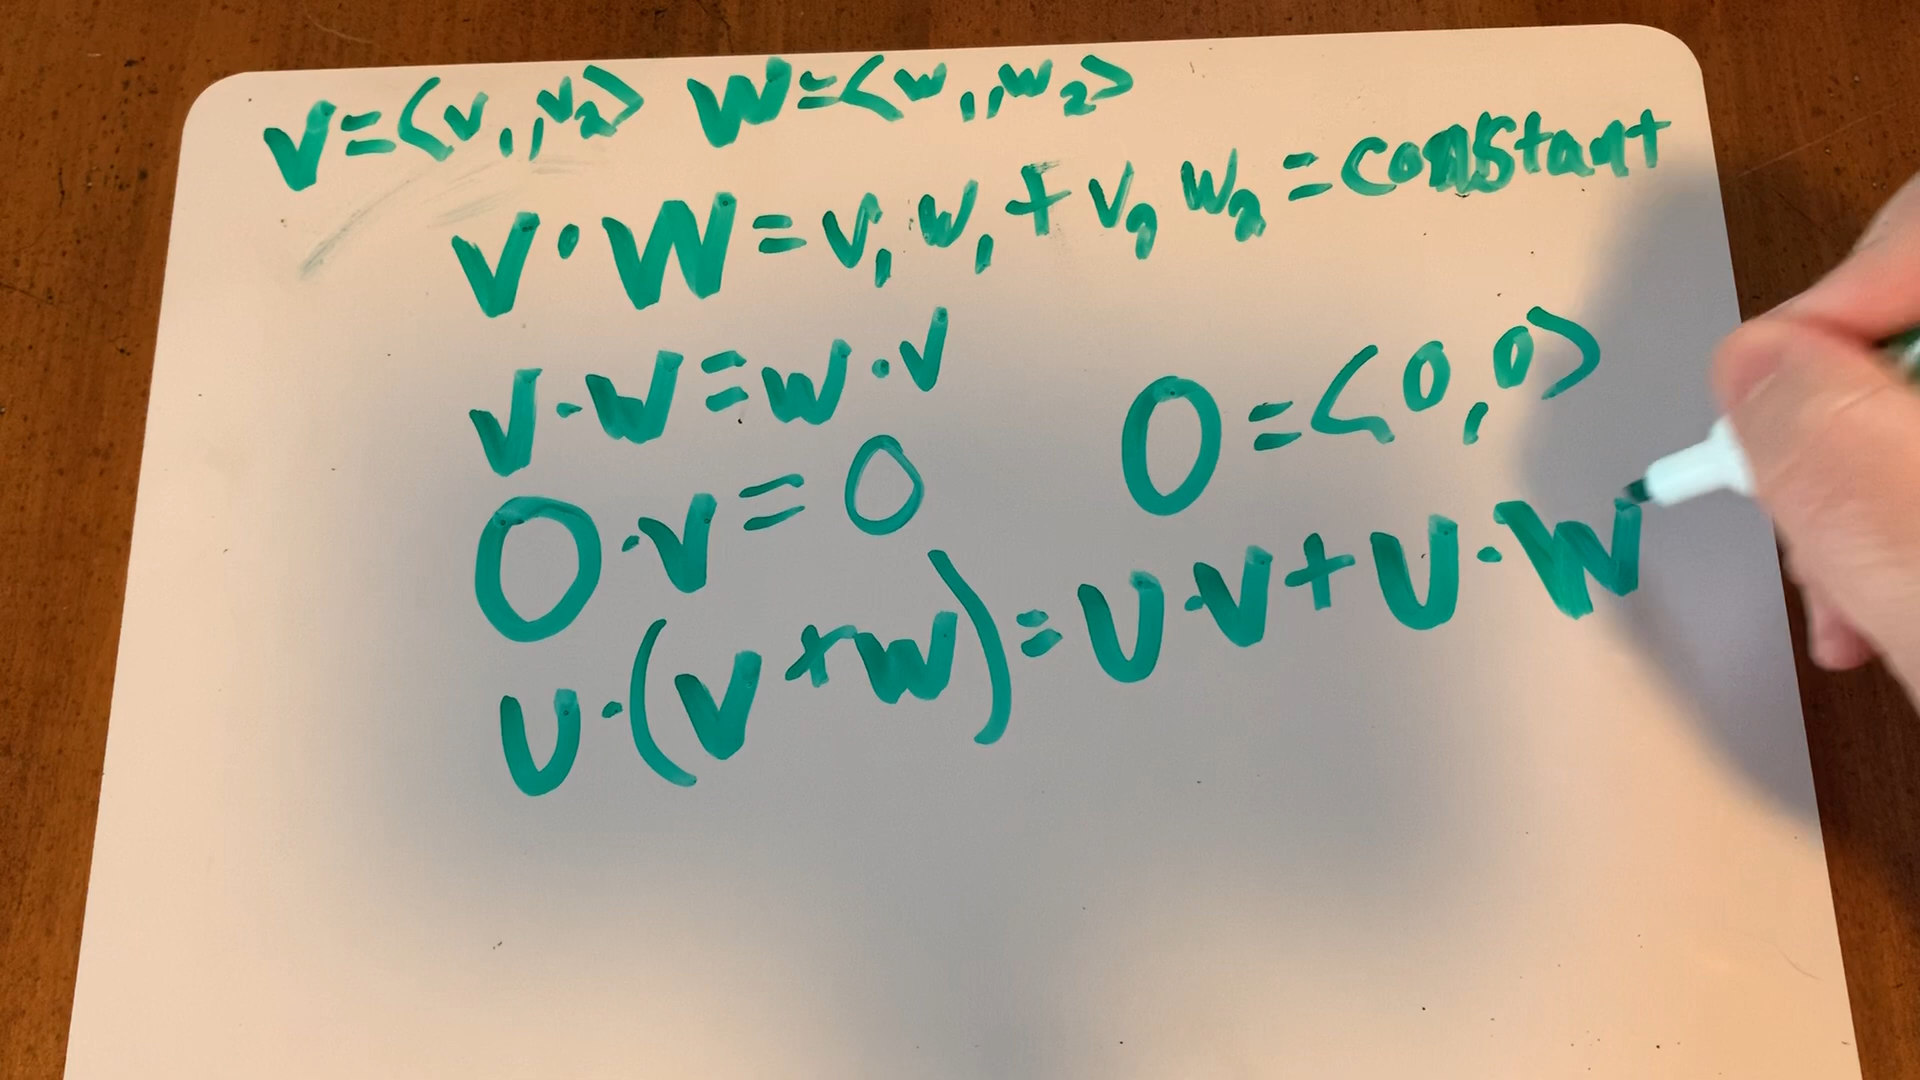 v=⟨v₁,v₂⟩ w=⟨w₁,w₂⟩
v·w=v₁w₁+v₂w₂=constant
v·w=w·v
0=⟨0,0⟩
0·v=0
u·(v+w)=u·v+u·w